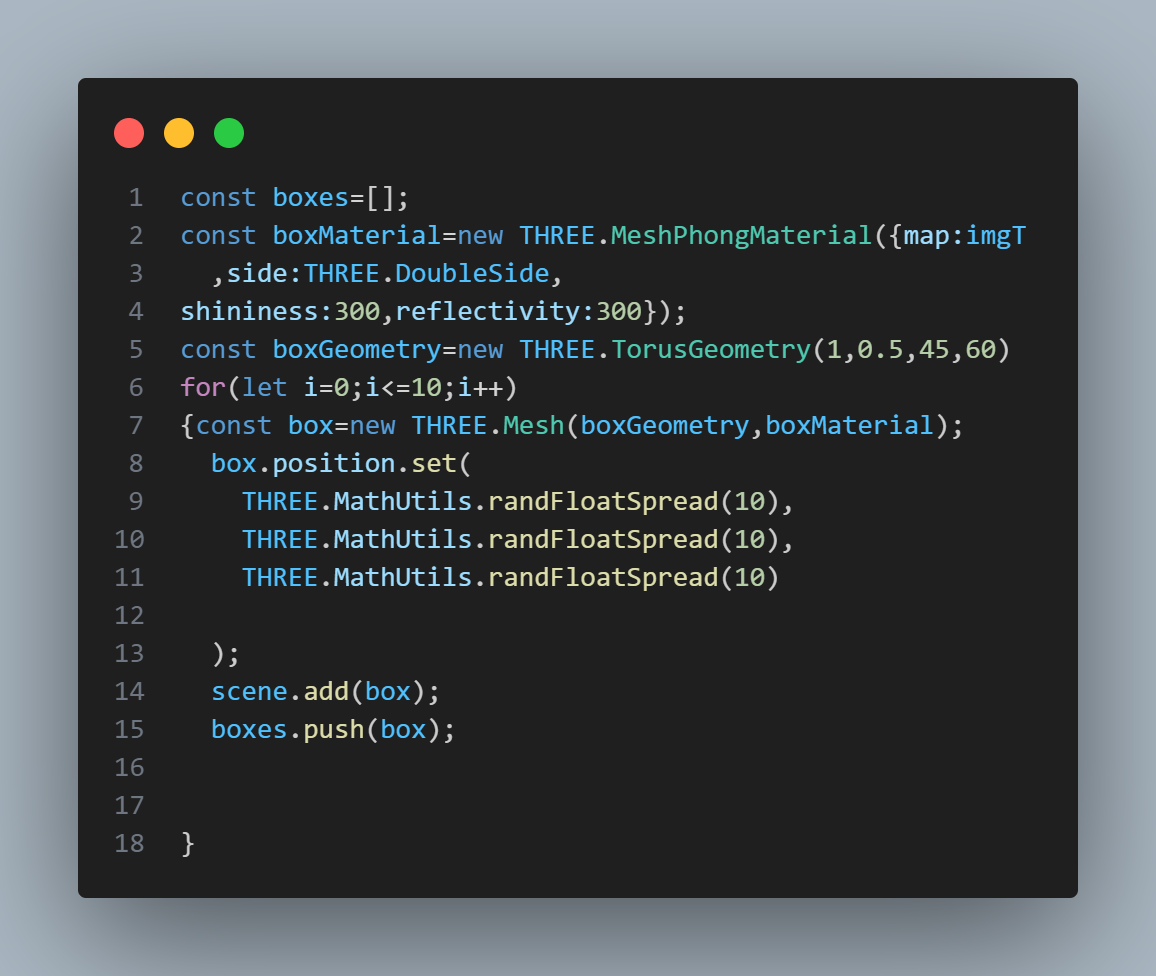 1 const boxes=[];
2 const boxMaterial=new THREE.MeshPhongMaterial({map:imgT
3   ,side:THREE.DoubleSide,
4 shininess:300,reflectivity:300});
5 const boxGeometry=new THREE.TorusGeometry(1,0.5,45,60)
6 for(let i=0;i<=10;i++)
7 {const box=new THREE.Mesh(boxGeometry,boxMaterial);
8   box.position.set(
9     THREE.MathUtils.randFloatSpread(10),
10     THREE.MathUtils.randFloatSpread(10),
11     THREE.MathUtils.randFloatSpread(10)
12
13   );
14   scene.add(box);
15   boxes.push(box);
16
17
18 }